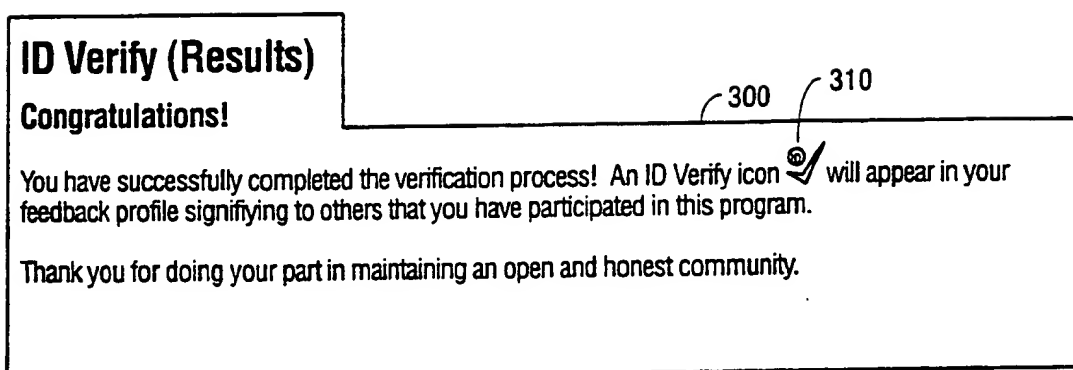 ID Verify (Results)
Congratulations!
300
310
You have successfully completed the verification process! An ID Verify icon will appear in your
feedback profile signifiying to others that you have participated in this program.
Thank you for doing your part in maintaining an open and honest community.